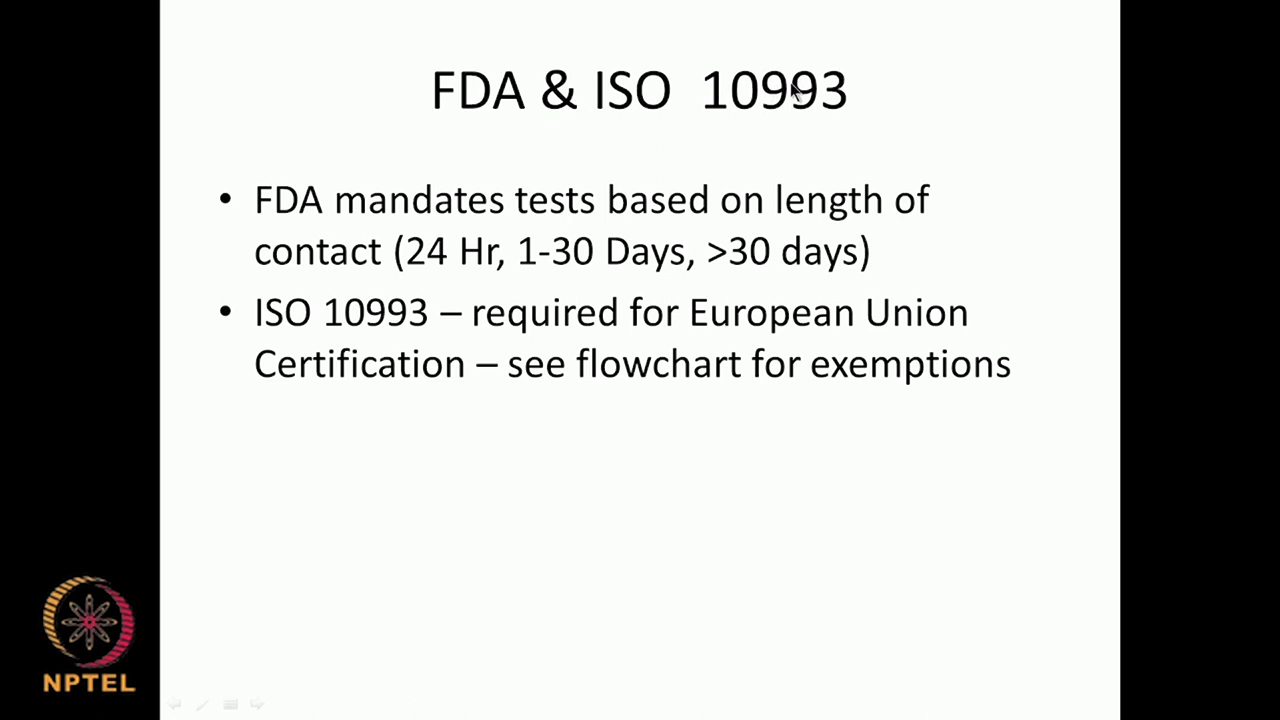 FDA & ISO 10993
• FDA mandates tests based on length of
contact (24 Hr, 1-30 Days, >30 days)
• ISO 10993 – required for European Union
Certification – see flowchart for exemptions
NPTEL